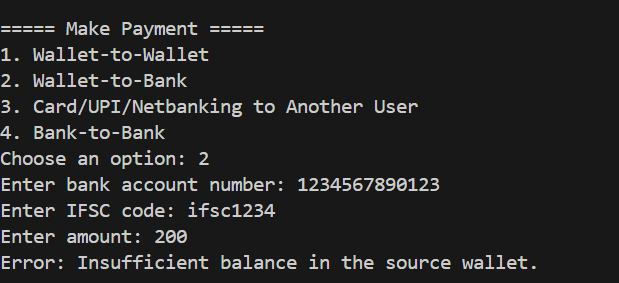 ===== Make Payment =====
1. Wallet-to-Wallet
2. Wallet-to-Bank
3. Card/UPI/Netbanking to Another User
4. Bank-to-Bank
Choose an option: 2
Enter bank account number: 1234567890123
Enter IFSC code: ifsc1234
Enter amount: 200
Error: Insufficient balance in the source wallet.